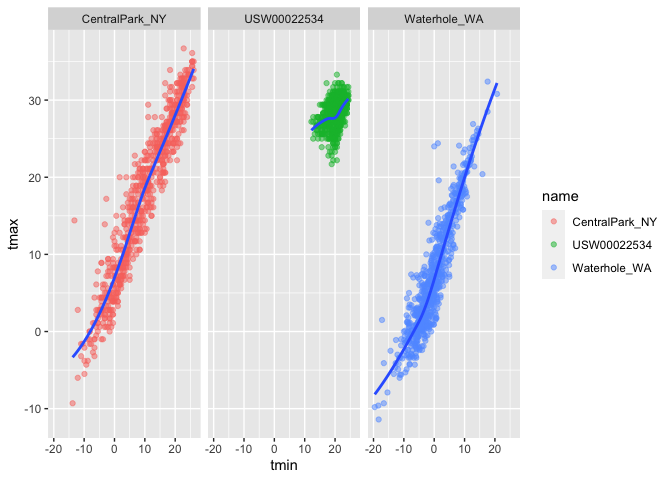 CentralPark_NY USW00022534 Waterhole_WA
tmax
30
20
10
0
-10
-20 -10 0 10 20 -20 -10 0 10 20 -20 -10 0 10 20
tmin
name
CentralPark_NY
USW00022534
Waterhole_WA